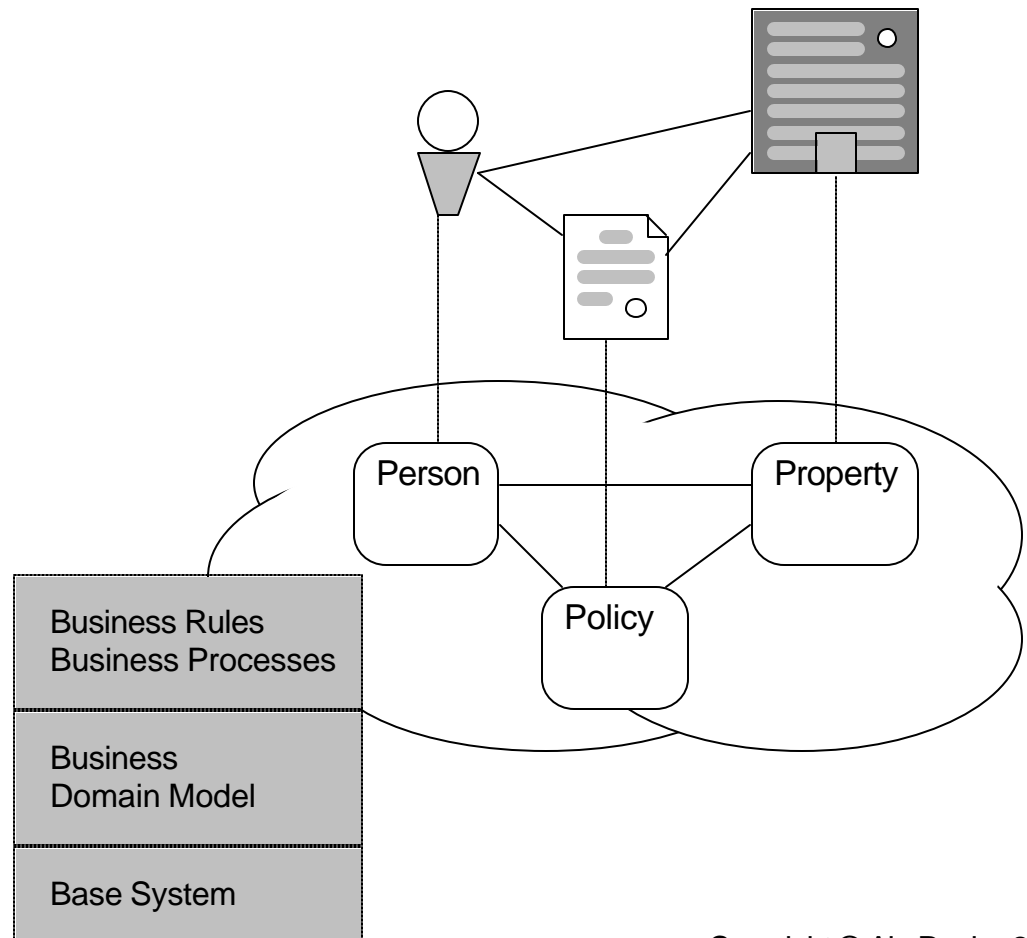 Person
Property
Policy
Business Rules
Business Processes
Business
Domain Model
Base System